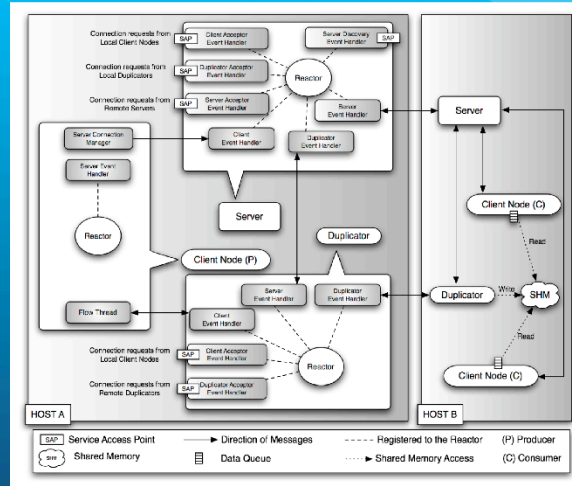 Connection requests from
Local Client Nodes
SAP
Client Acceptor
Event Handler
Server Discovery
Event Handler
SAP
Connection requests from
Local Duplicators
SAP
Duplicator Acceptor
Event Handler
Reactor
Connection requests from
Remote Servers
SAP
Server Acceptor
Event Handler
Server
Event Handler
Client
Event Handler
Duplicator
Event Handler
Server Connection
Manager
Server Event
Handler
Reactor
Server
Client Node (P)
Duplicator
Server
Event Handler
Duplicator
Event Handler
Flow Thread
Client
Event Handler
Connection requests from
Local Client Nodes
SAP
Client Acceptor
Event Handler
Reactor
Connection requests from
Remote Duplicators
SAP
Duplicator Acceptor
Event Handler
HOST A
Server
Client Node (C)
Read
Duplicator
Write
SHM
Read
Client Node (C)
HOST B
SAP
Service Access Point
Direction of Messages
Registered to the Reactor
(P) Producer
SHM
Shared Memory
Data Queue
Shared Memory Access
(C) Consumer